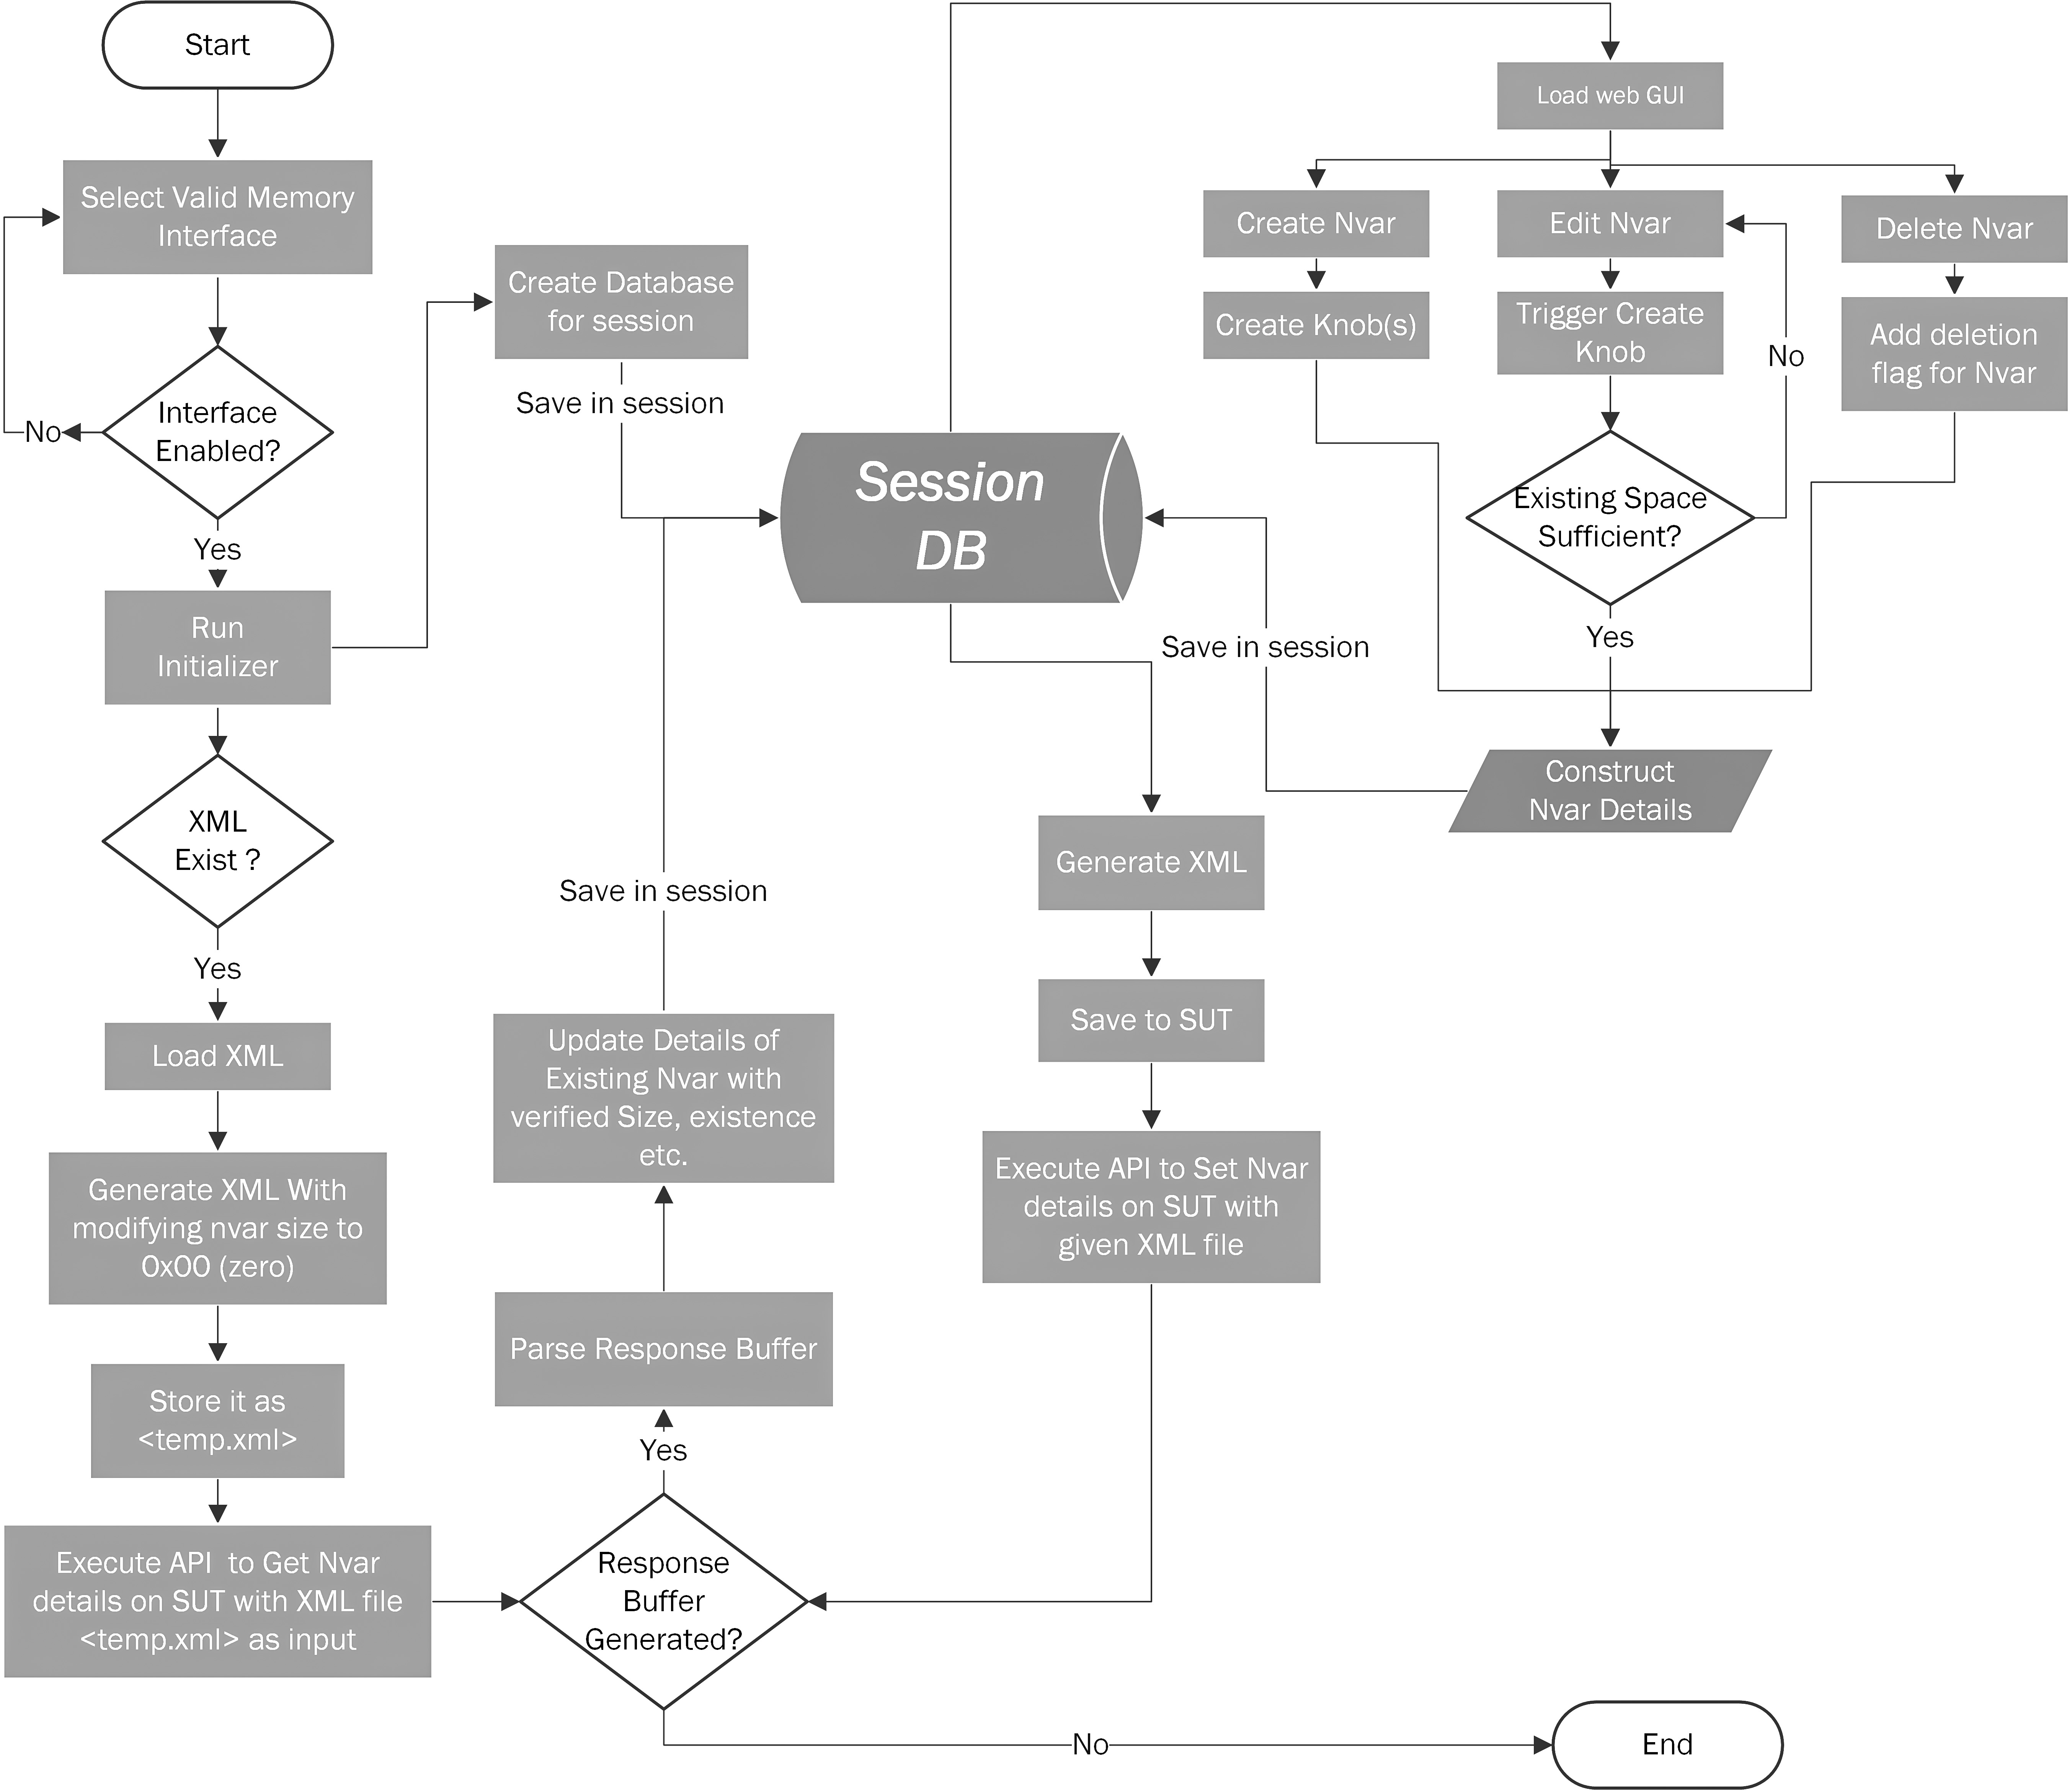 Start
Select Valid Memory
Interface
Interface
Enabled?
No
Yes
Run
Initializer
XML
Exist ?
Yes
Load XML
Generate XML With
modifying nvar size to
0x00 (zero)
Store it as
<temp.xml>
Execute API  to Get Nvar
details on SUT with XML file
<temp.xml> as input
Create Database
for session
Save in session
Save in session
Update Details of
Existing Nvar with
verified Size, existence
etc.
Parse Response Buffer
Yes
Response
Buffer
Generated?
No
End
Session
DB
Generate XML
Save to SUT
Execute API to Set Nvar
details on SUT with
given XML file
Load web GUI
Create Nvar
Create Knob(s)
Edit Nvar
Trigger Create
Knob
Existing Space
Sufficient?
No
Yes
Delete Nvar
Add deletion
flag for Nvar
Construct
Nvar Details
Save in session